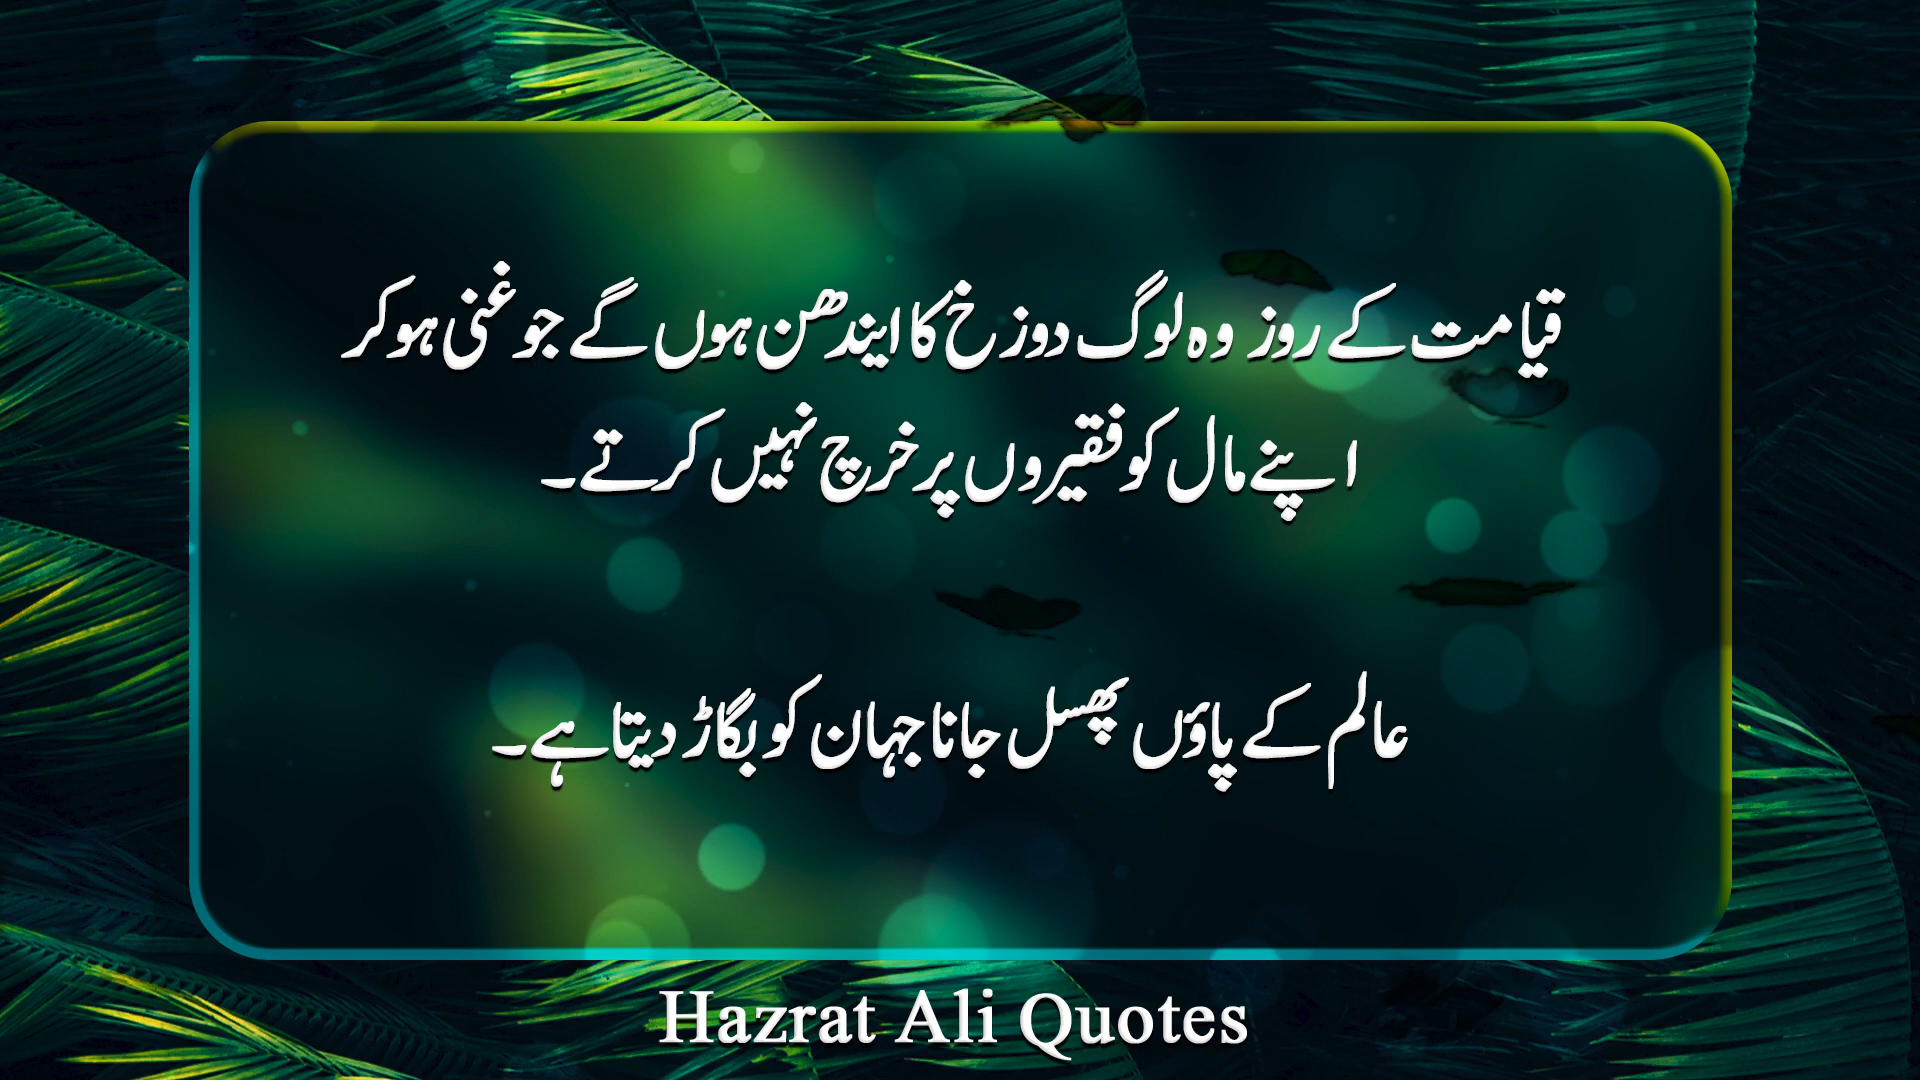 قیامت کے روز وہ لوگ دوزخ کا ایندھن ہوں گے جو غنی ہو کر
اپنے مال کو فقیروں پر خرچ نہیں کرتے۔
عالم کے پاؤں پھسل جانا جہان کو بگاڑ دیتا ہے۔
Hazrat Ali Quotes